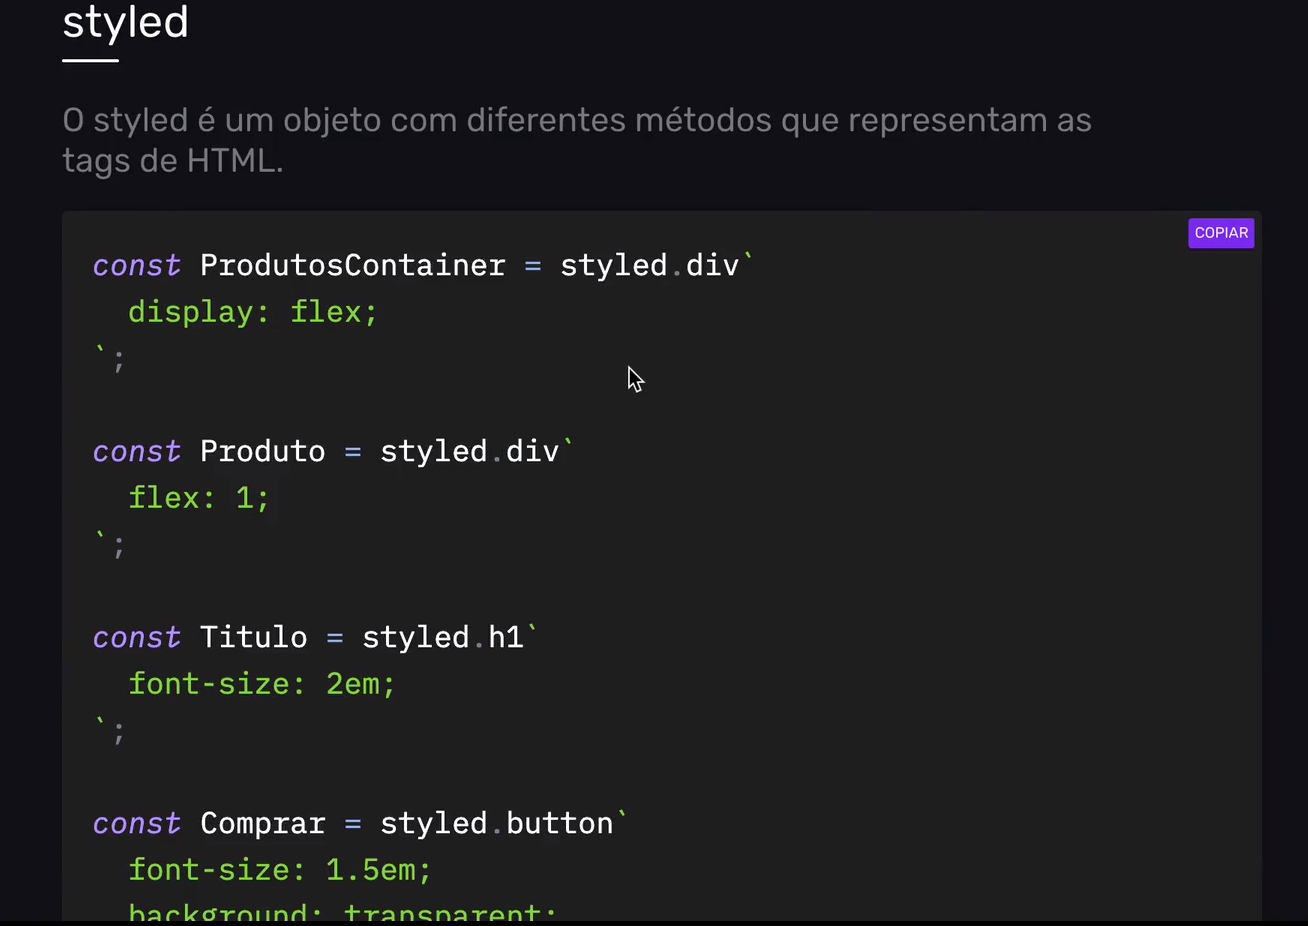 styled
O styled é um objeto com diferentes métodos que representam as
tags de HTML.
COPIAR
const ProdutosContainer = styled.div`
  display: flex;
`;
const Produto = styled.div`
  flex: 1;
`;
const Titulo = styled.h1`
  font-size: 2em;
`;
const Comprar = styled.button`
  font-size: 1.5em;
  background: transparent;